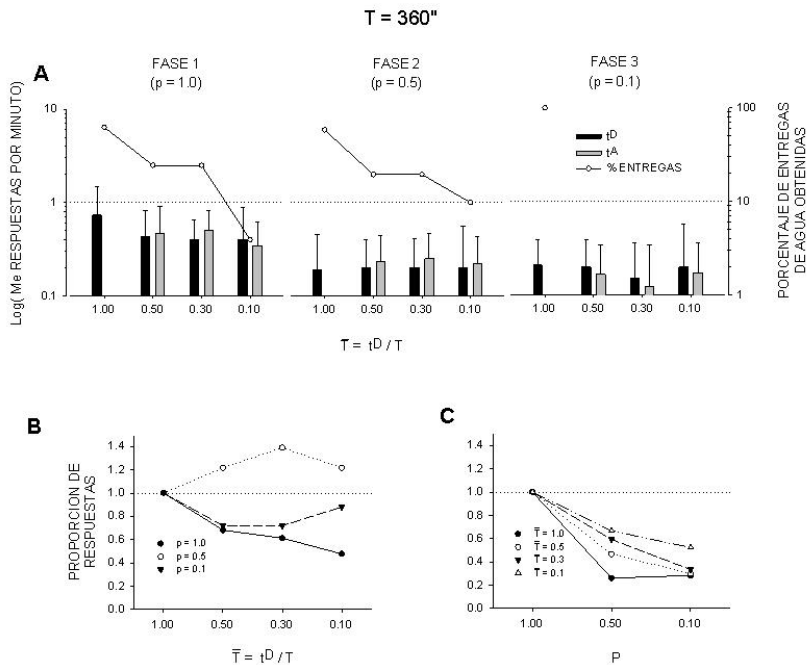 T = 360"
A
FASE 1
(p = 1.0)
FASE 2
(p = 0.5)
FASE 3
(p = 0.1)
Log( Me RESPUESTAS POR MINUTO)
10
1
0.1
tD
tA
% ENTREGAS
100
10
1
PORCENTAJE DE ENTREGAS
DE AGUA OBTENIDAS
1.00 0.50 0.30 0.10
1.00 0.50 0.30 0.10
1.00 0.50 0.30 0.10
T̅ = tD / T
B
PROPORCION DE
RESPUESTAS
1.4
1.2
1.0
0.8
0.6
0.4
0.2
0.0
p = 1.0
p = 0.5
p = 0.1
1.00 0.50 0.30 0.10
T̅ = tD / T
C
1.4
1.2
1.0
0.8
0.6
0.4
0.2
0.0
T̅ = 1.0
T̅ = 0.5
T̅ = 0.3
T̅ = 0.1
1.00 0.50 0.10
P